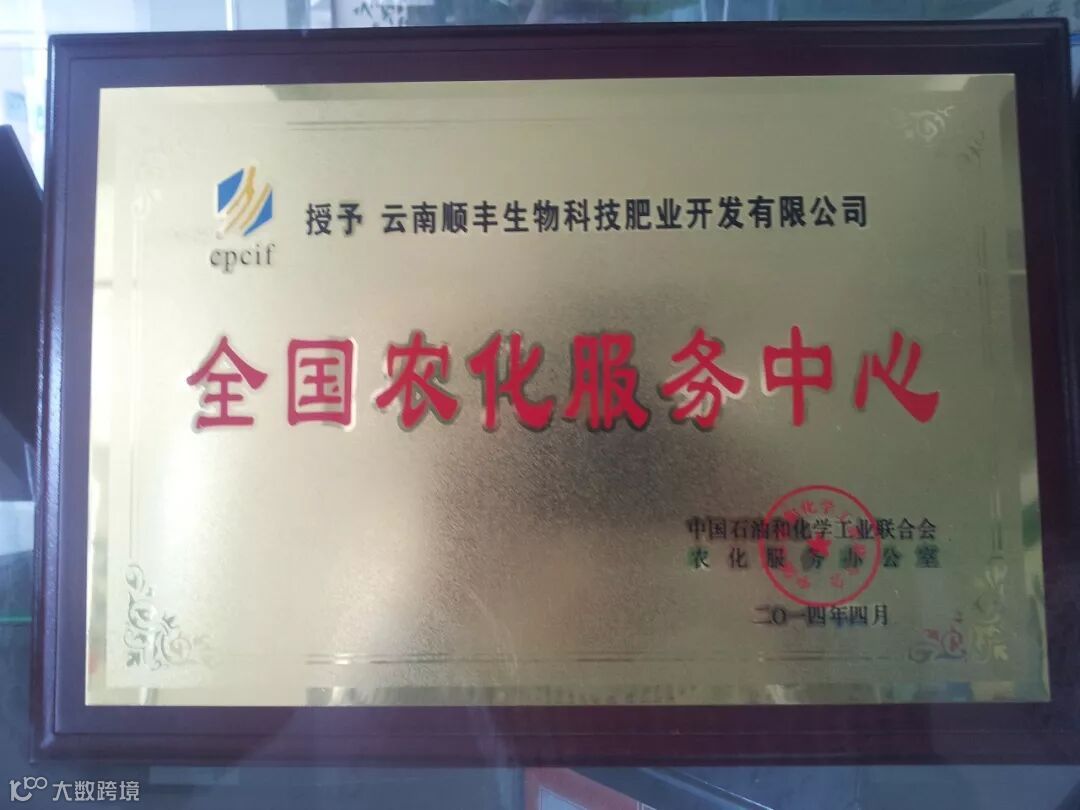 cpcif
授予 云南顺丰生物科技肥业开发有限公司
全国农化服务中心
中国石油和化学工业联合会
农化服务办公室
二〇一四年四月
大数跨境